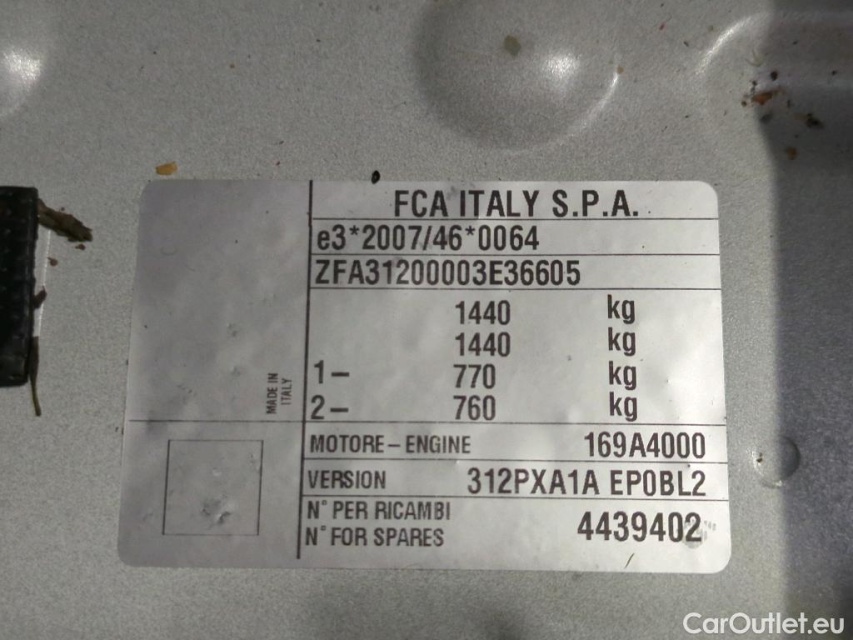 FCA ITALY S.P.A.
e3*2007/46*0064
ZFA31200003E36605
1440 kg
1440 kg
1– 770 kg
2– 760 kg
MADE IN
ITALY
MOTORE – ENGINE 169A4000
VERSION 312PXA1A EP0BL2
N° PER RICAMBI
N° FOR SPARES
4439402
CarOutlet.eu